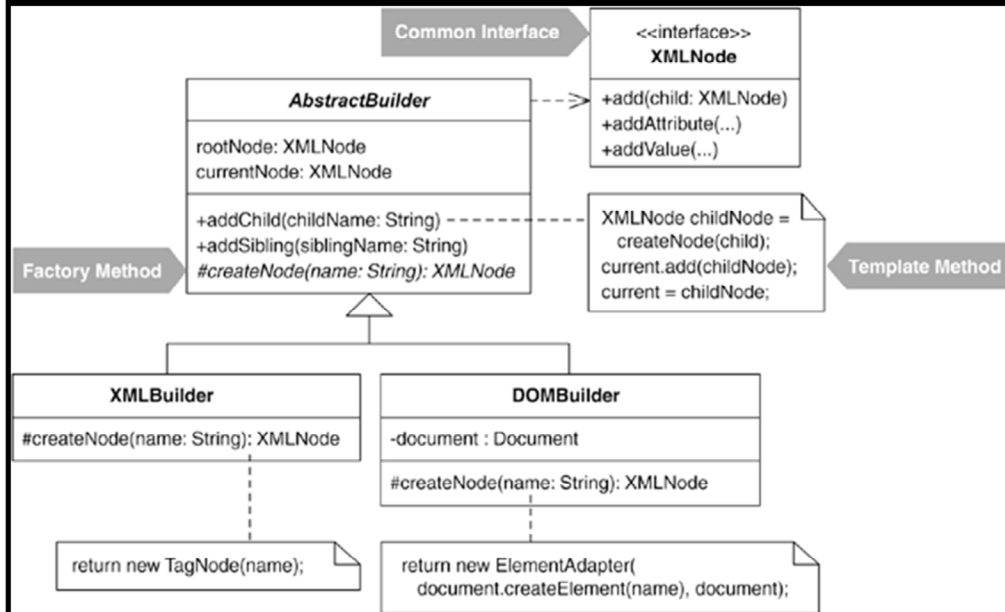 Common Interface
<<interface>>
XMLNode
+add(child: XMLNode)
+addAttribute(...)
+addValue(...)
AbstractBuilder
rootNode: XMLNode
currentNode: XMLNode
+addChild(childName: String)
+addSibling(siblingName: String)
#createNode(name: String): XMLNode
Factory Method
XMLNode childNode =
createNode(child);
current.add(childNode);
current = childNode;
Template Method
XMLBuilder
#createNode(name: String): XMLNode
DOMBuilder
-document : Document
#createNode(name: String): XMLNode
return new TagNode(name);
return new ElementAdapter(
document.createElement(name), document);